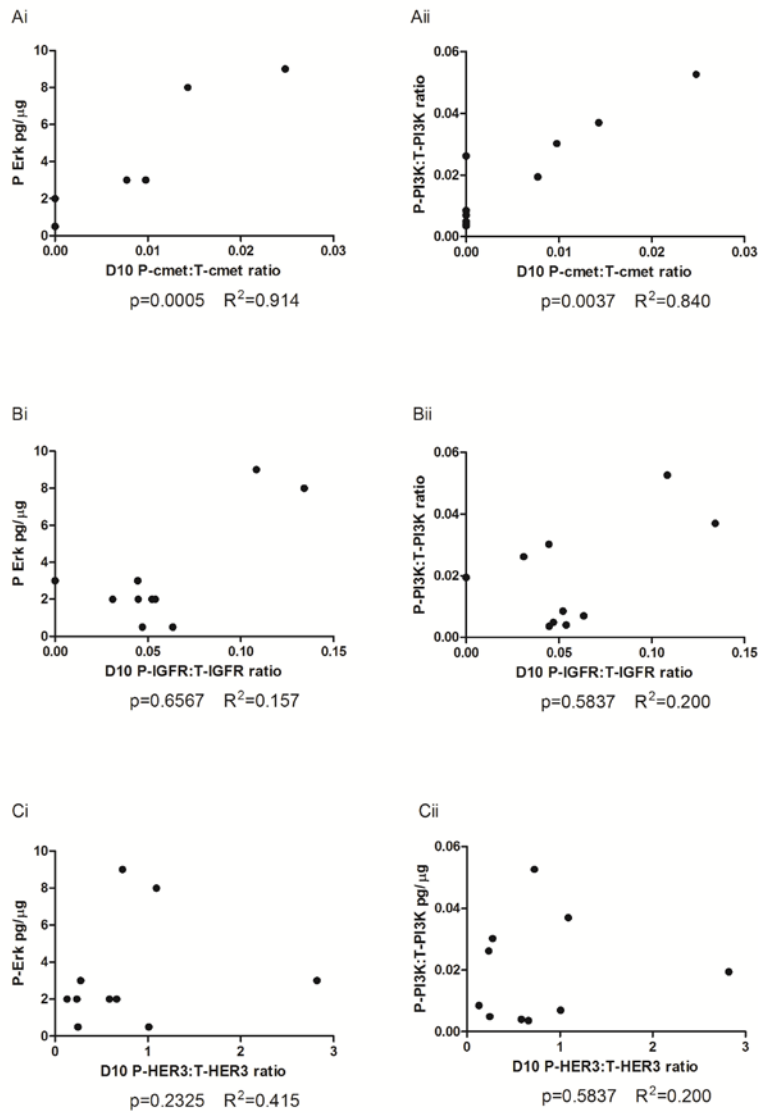 Ai
Aii
10
8
6
4
2
0
P Erk pg/μg
0.00 0.01 0.02 0.03
D10 P-cmet:T-cmet ratio
p=0.0005 R²=0.914
0.06
0.04
0.02
0.00
P-PI3K:T-PI3K ratio
0.00 0.01 0.02 0.03
D10 P-cmet:T-cmet ratio
p=0.0037 R²=0.840
Bi
Bii
10
8
6
4
2
0
P Erk pg/μg
0.00 0.05 0.10 0.15
D10 P-IGFR:T-IGFR ratio
p=0.6567 R²=0.157
0.06
0.04
0.02
0.00
P-PI3K:T-PI3K ratio
0.00 0.05 0.10 0.15
D10 P-IGFR:T-IGFR ratio
p=0.5837 R²=0.200
Ci
Cii
10
8
6
4
2
0
P-Erk pg/μg
0 1 2 3
D10 P-HER3:T-HER3 ratio
p=0.2325 R²=0.415
0.06
0.04
0.02
0.00
P-PI3K:T-PI3K pg/μg
0 1 2 3
D10 P-HER3:T-HER3 ratio
p=0.5837 R²=0.200